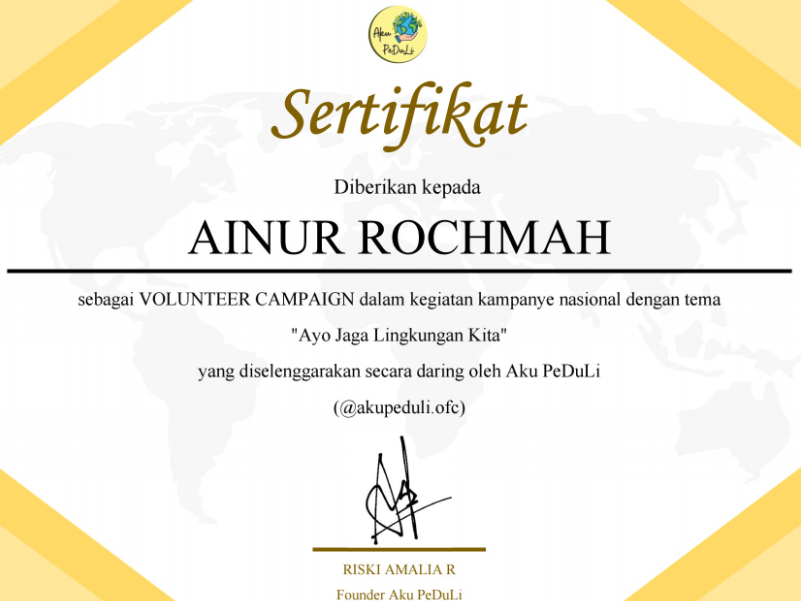 Aku
PeDuLi
Sertifikat
Diberikan kepada
AINUR ROCHMAH
sebagai VOLUNTEER CAMPAIGN dalam kegiatan kampanye nasional dengan tema
"Ayo Jaga Lingkungan Kita"
yang diselenggarakan secara daring oleh Aku PeDuLi
(@akupeduli.ofc)
RISKI AMALIA R
Founder Aku PeDuLi